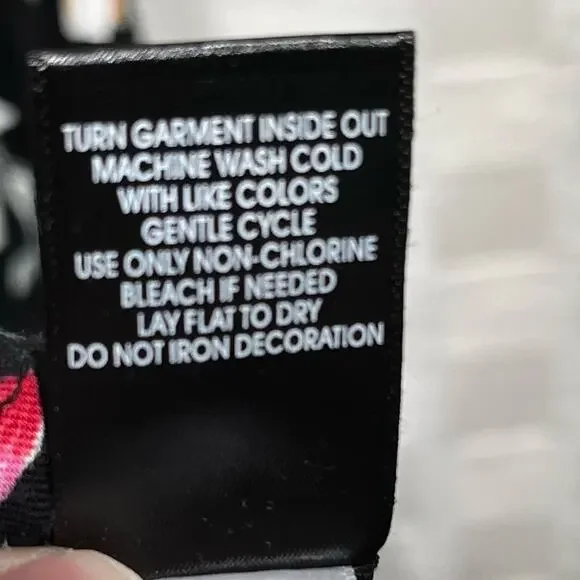 TURN GARMENT INSIDE OUT
MACHINE WASH COLD
WITH LIKE COLORS
GENTLE CYCLE
USE ONLY NON-CHLORINE
BLEACH IF NEEDED
LAY FLAT TO DRY
DO NOT IRON DECORATION